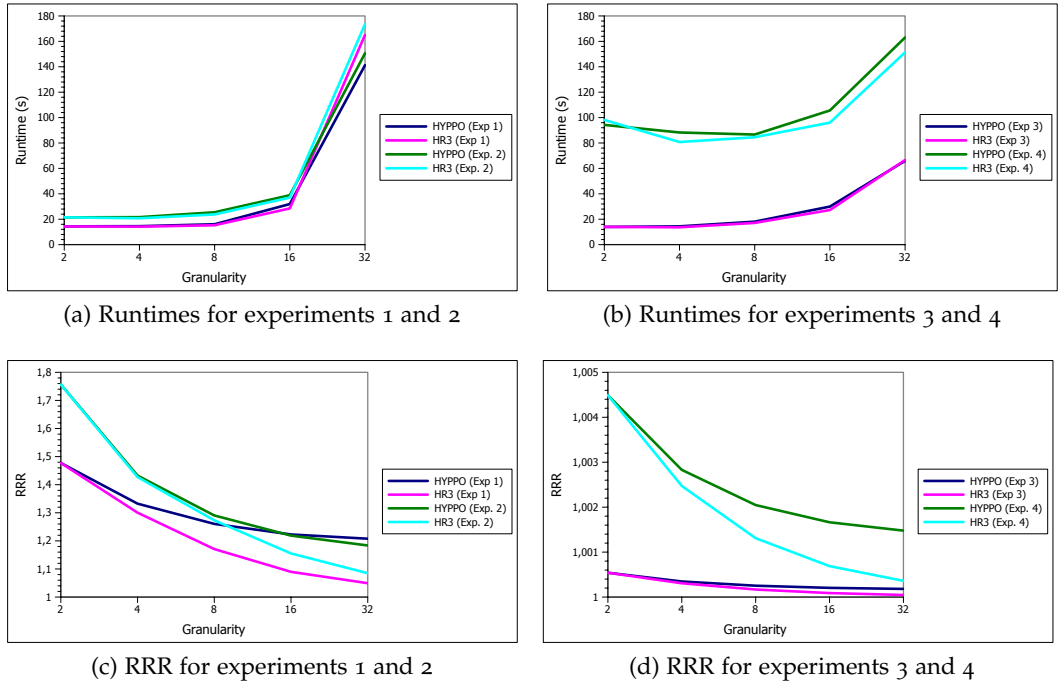 180
160
140
120
100
80
60
40
20
0
Runtime (s)
2
4
8
16
32
Granularity
HYPPO (Exp 1)
HR3 (Exp 1)
HYPPO (Exp. 2)
HR3 (Exp. 2)
(a) Runtimes for experiments 1 and 2
180
160
140
120
100
80
60
40
20
0
Runtime (s)
2
4
8
16
32
Granularity
HYPPO (Exp 3)
HR3 (Exp 3)
HYPPO (Exp. 4)
HR3 (Exp. 4)
(b) Runtimes for experiments 3 and 4
1,8
1,7
1,6
1,5
1,4
1,3
1,2
1,1
1
RRR
2
4
8
16
32
Granularity
HYPPO (Exp 1)
HR3 (Exp 1)
HYPPO (Exp. 2)
HR3 (Exp. 2)
(c) RRR for experiments 1 and 2
1,005
1,004
1,003
1,002
1,001
1
RRR
2
4
8
16
32
Granularity
HYPPO (Exp 3)
HR3 (Exp 3)
HYPPO (Exp. 4)
HR3 (Exp. 4)
(d) RRR for experiments 3 and 4